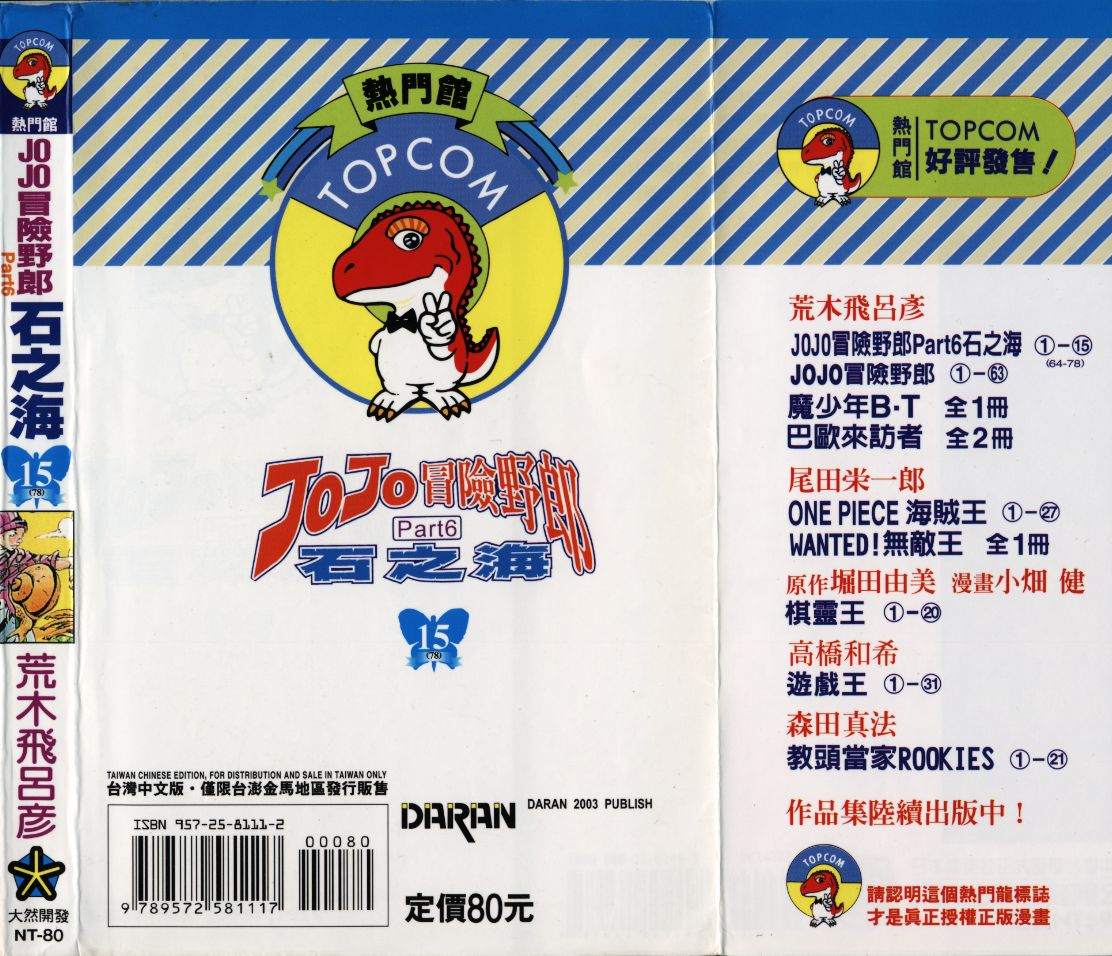 TOPCOM
熱門館
JOJO冒險野郎
Part6
石之海
15
(78)
荒木飛呂彥
大然開發
NT-80
熱門館
TOPCOM
JOJO冒險野郎
Part6
石之海
15
(78)
TAIWAN CHINESE EDITION, FOR DISTRIBUTION AND SALE IN TAIWAN ONLY
台灣中文版・僅限台澎金馬地區發行販售
ISBN 957-25-8111-2
00080
9 789572 581117
DARAN
DARAN 2003 PUBLISH
定價80元
TOPCOM
熱門館
TOPCOM
好評發售！
荒木飛呂彥
JOJO冒險野郎Part6石之海 ①－⑮
(64-78)
JOJO冒險野郎 ①－63
魔少年B・T 全1冊
巴歐來訪者 全2冊
尾田栄一郎
ONE PIECE 海賊王 ①－㉗
WANTED!無敵王 全1冊
原作堀田由美 漫畫小畑 健
棋靈王 ①－⑳
高橋和希
遊戲王 ①－㉛
森田真法
教頭當家ROOKIES ①－㉑
作品集陸續出版中！
TOPCOM
請認明這個熱門龍標誌
才是眞正授權正版漫畫